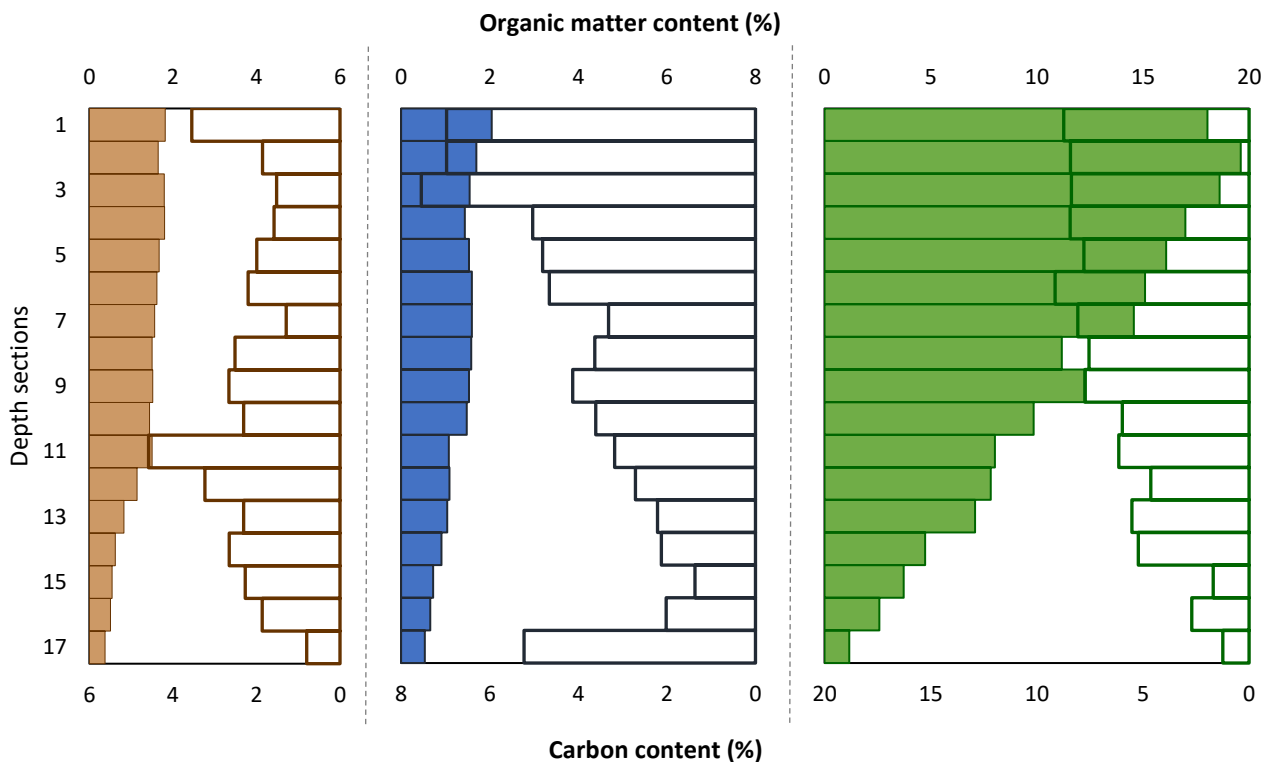 Organic matter content (%)
0 2 4 6 0 2 4 6 8 0 5 10 15 20
1
3
5
7
9
11
13
15
17
Depth sections
6 4 2 0 8 6 4 2 0 20 15 10 5 0
Carbon content (%)